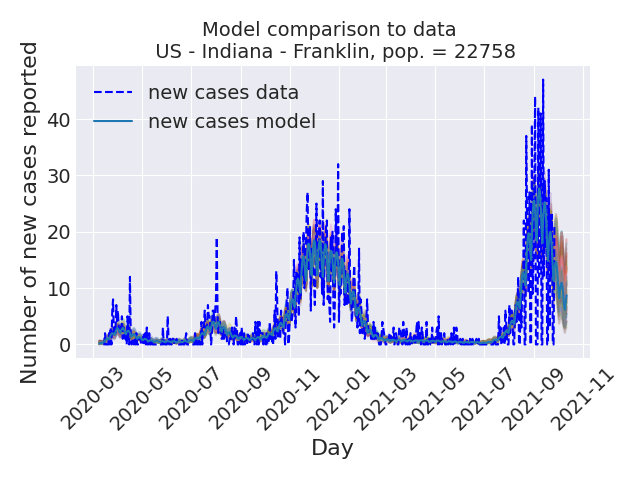 Model comparison to data
US - Indiana - Franklin, pop. = 22758
Number of new cases reported
new cases data
new cases model
40
30
20
10
0
2020-03
2020-05
2020-07
2020-09
2020-11
2021-01
2021-03
2021-05
2021-07
2021-09
2021-11
Day